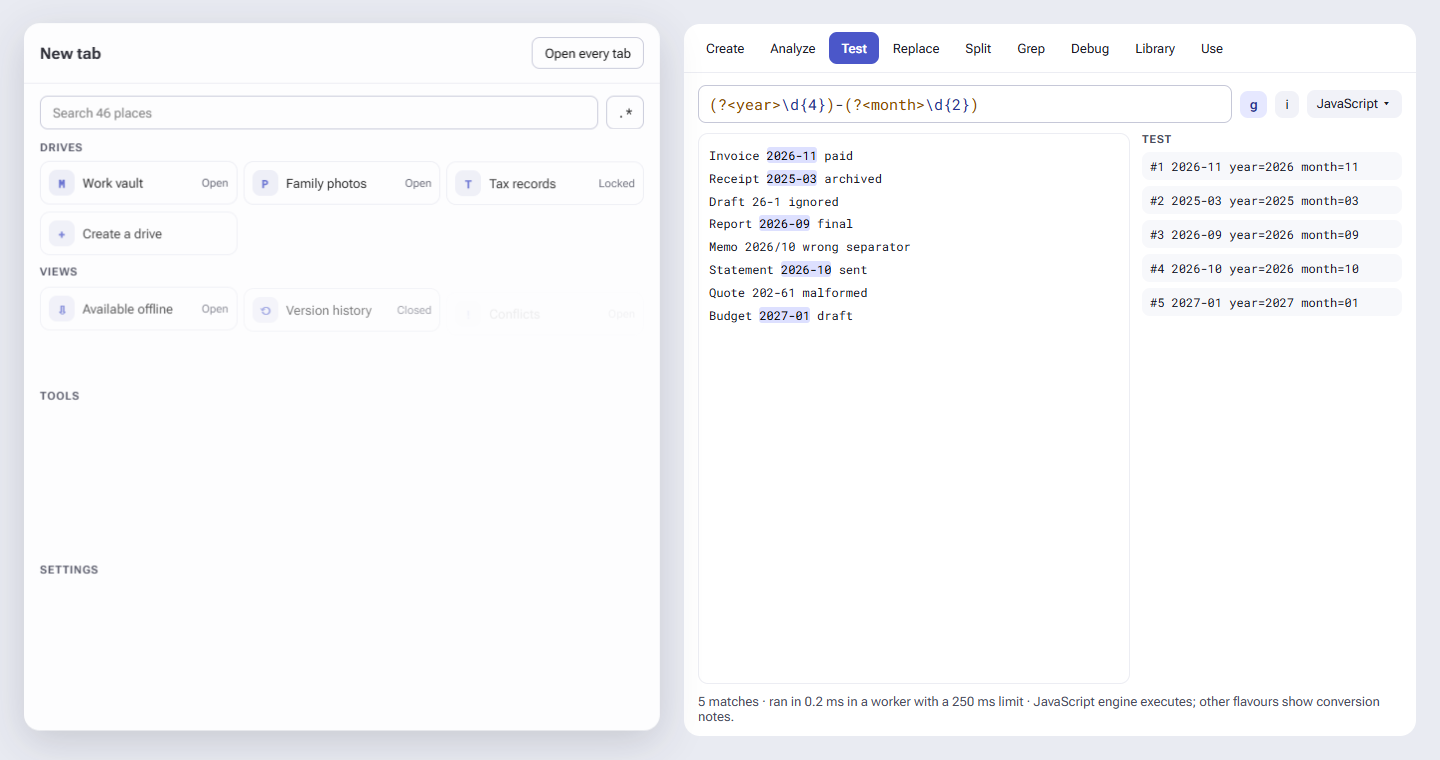 New tab
Open every tab
Search 46 places
.*
DRIVES
M Work vault Open
P Family photos Open
T Tax records Locked
+ Create a drive
VIEWS
Available offline Open
Version history Closed
Conflicts Open
TOOLS
SETTINGS
Create Analyze Test Replace Split Grep Debug Library Use
(?<year>\d{4})-(?<month>\d{2})
g
i
JavaScript
Invoice 2026-11 paid
Receipt 2025-03 archived
Draft 26-1 ignored
Report 2026-09 final
Memo 2026/10 wrong separator
Statement 2026-10 sent
Quote 202-61 malformed
Budget 2027-01 draft
TEST
#1 2026-11 year=2026 month=11
#2 2025-03 year=2025 month=03
#3 2026-09 year=2026 month=09
#4 2026-10 year=2026 month=10
#5 2027-01 year=2027 month=01
5 matches · ran in 0.2 ms in a worker with a 250 ms limit · JavaScript engine executes; other flavours show conversion
notes.